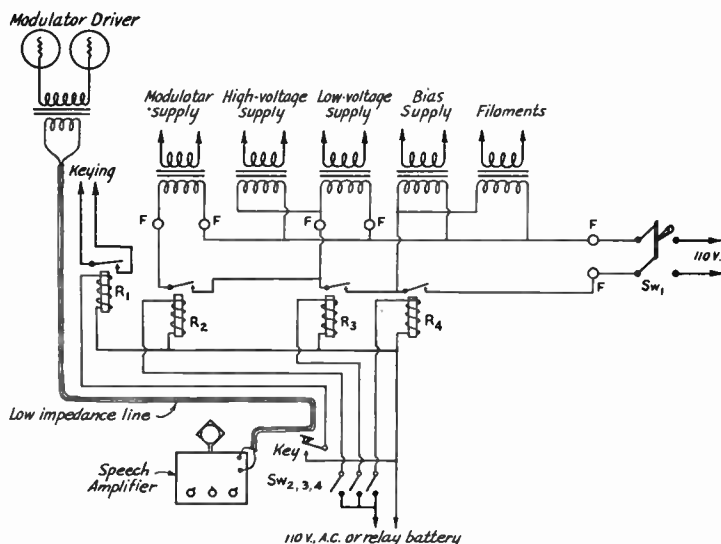 Modulator Driver
Modulotar supply
High-voltage supply
Low-voltage supply
Bias Supply
Filaments
Keying
F
F
F
F
F
F
110 V.
Sw1
R1
R2
R3
R4
Low impedance line
Key
Speech Amplifier
Sw2,3,4
110 V., A.C. or relay battery